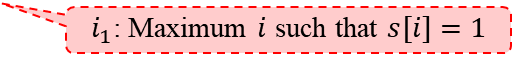 i₁: Maximum i such that s[i] = 1